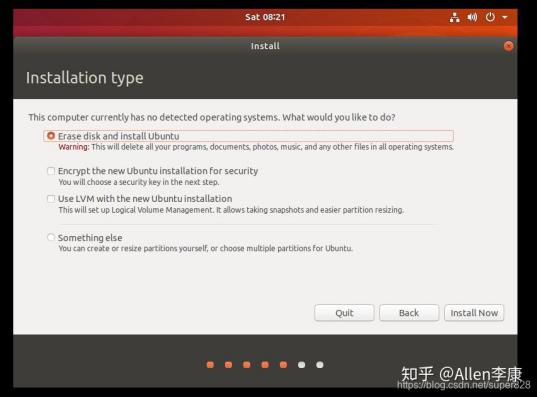 Sat 08:21
Install
Installation type
This computer currently has no detected operating systems. What would you like to do?
Erase disk and install Ubuntu
Warning: This will delete all your programs, documents, photos, music, and any other files in all operating systems.
Encrypt the new Ubuntu installation for security
You will choose a security key in the next step.
Use LVM with the new Ubuntu installation
This will set up Logical Volume Management. It allows taking snapshots and easier partition resizing.
Something else
You can create or resize partitions yourself, or choose multiple partitions for Ubuntu.
Quit Back Install Now
知乎 @Allen李康
https://blog.csdn.net/super828